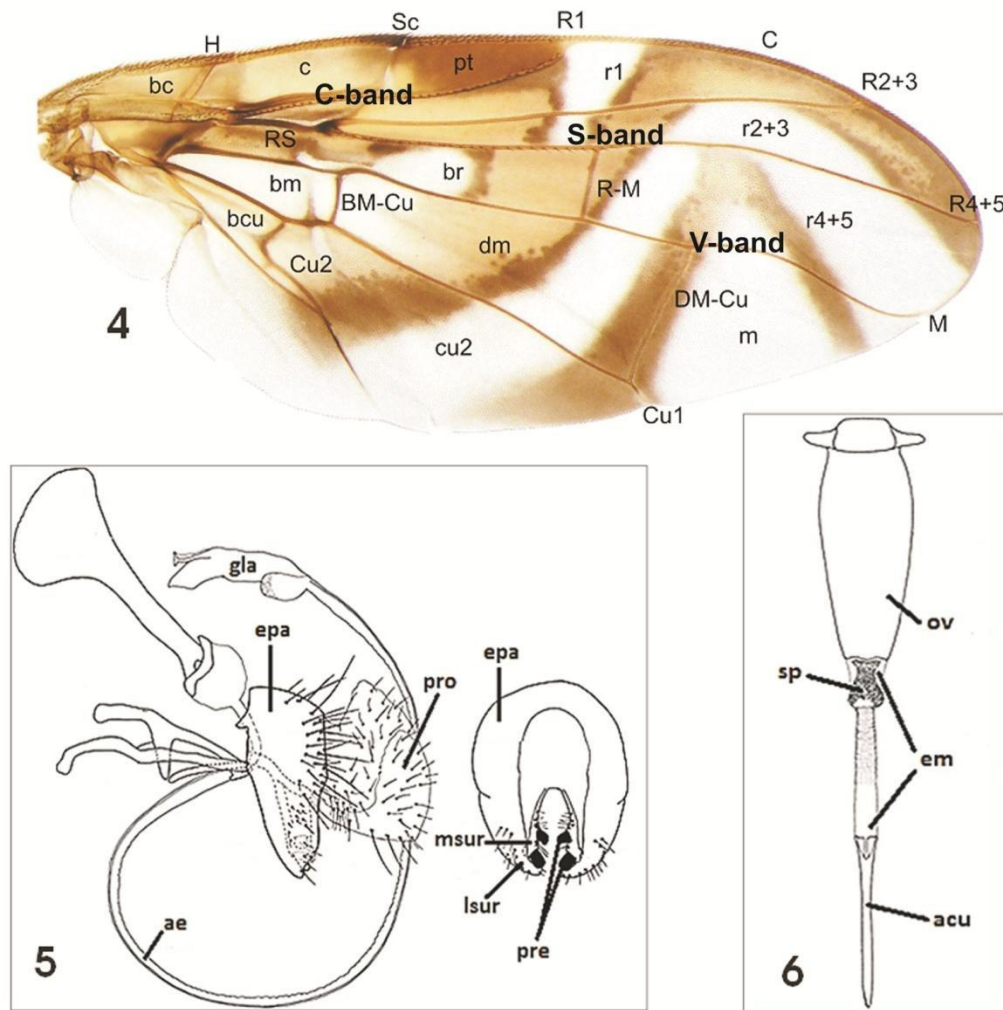 Sc
R1
H
C
bc
c
pt
r1
C-band
R2+3
S-band
r2+3
RS
br
R-M
R4+5
bm
BM-Cu
r4+5
bcu
dm
V-band
Cu2
DM-Cu
4
M
m
cu2
Cu1
gla
epa
epa
pro
msur
lsur
ae
pre
5
ov
sp
em
acu
6